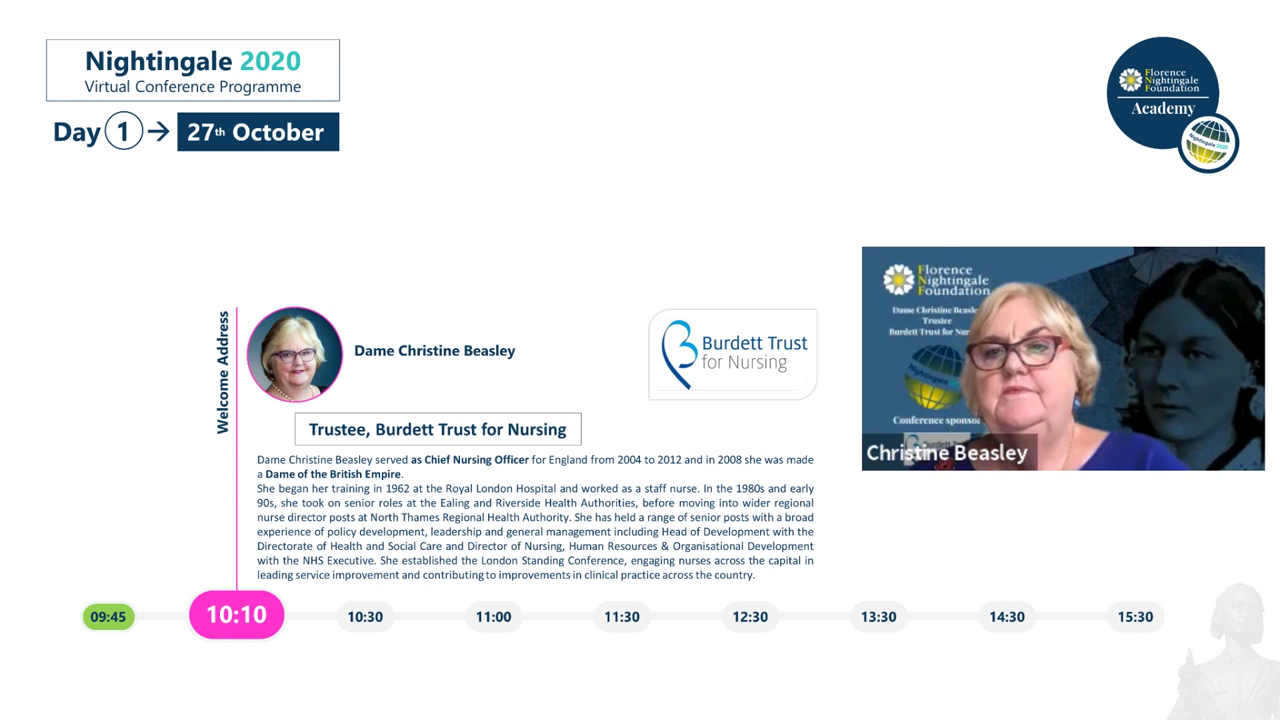 Nightingale 2020
Virtual Conference Programme
Day 1 → 27th October
Florence
Nightingale
Foundation
Academy
Nightingale 2020
Welcome Address
Dame Christine Beasley
Burdett Trust
for Nursing
Trustee, Burdett Trust for Nursing
Dame Christine Beasley served as Chief Nursing Officer for England from 2004 to 2012 and in 2008 she was made
a Dame of the British Empire.
She began her training in 1962 at the Royal London Hospital and worked as a staff nurse. In the 1980s and early
90s, she took on senior roles at the Ealing and Riverside Health Authorities, before moving into wider regional
nurse director posts at North Thames Regional Health Authority. She has held a range of senior posts with a broad
experience of policy development, leadership and general management including Head of Development with the
Directorate of Health and Social Care and Director of Nursing, Human Resources & Organisational Development
with the NHS Executive. She established the London Standing Conference, engaging nurses across the capital in
leading service improvement and contributing to improvements in clinical practice across the country.
Florence
Nightingale
Foundation
Dame Christine Beasle
Trustee
Burdett Trust for Nur
Nightingale
Conference sponso
Burdett Tr
Christine Beasley
09:45 10:10 10:30 11:00 11:30 12:30 13:30 14:30 15:30